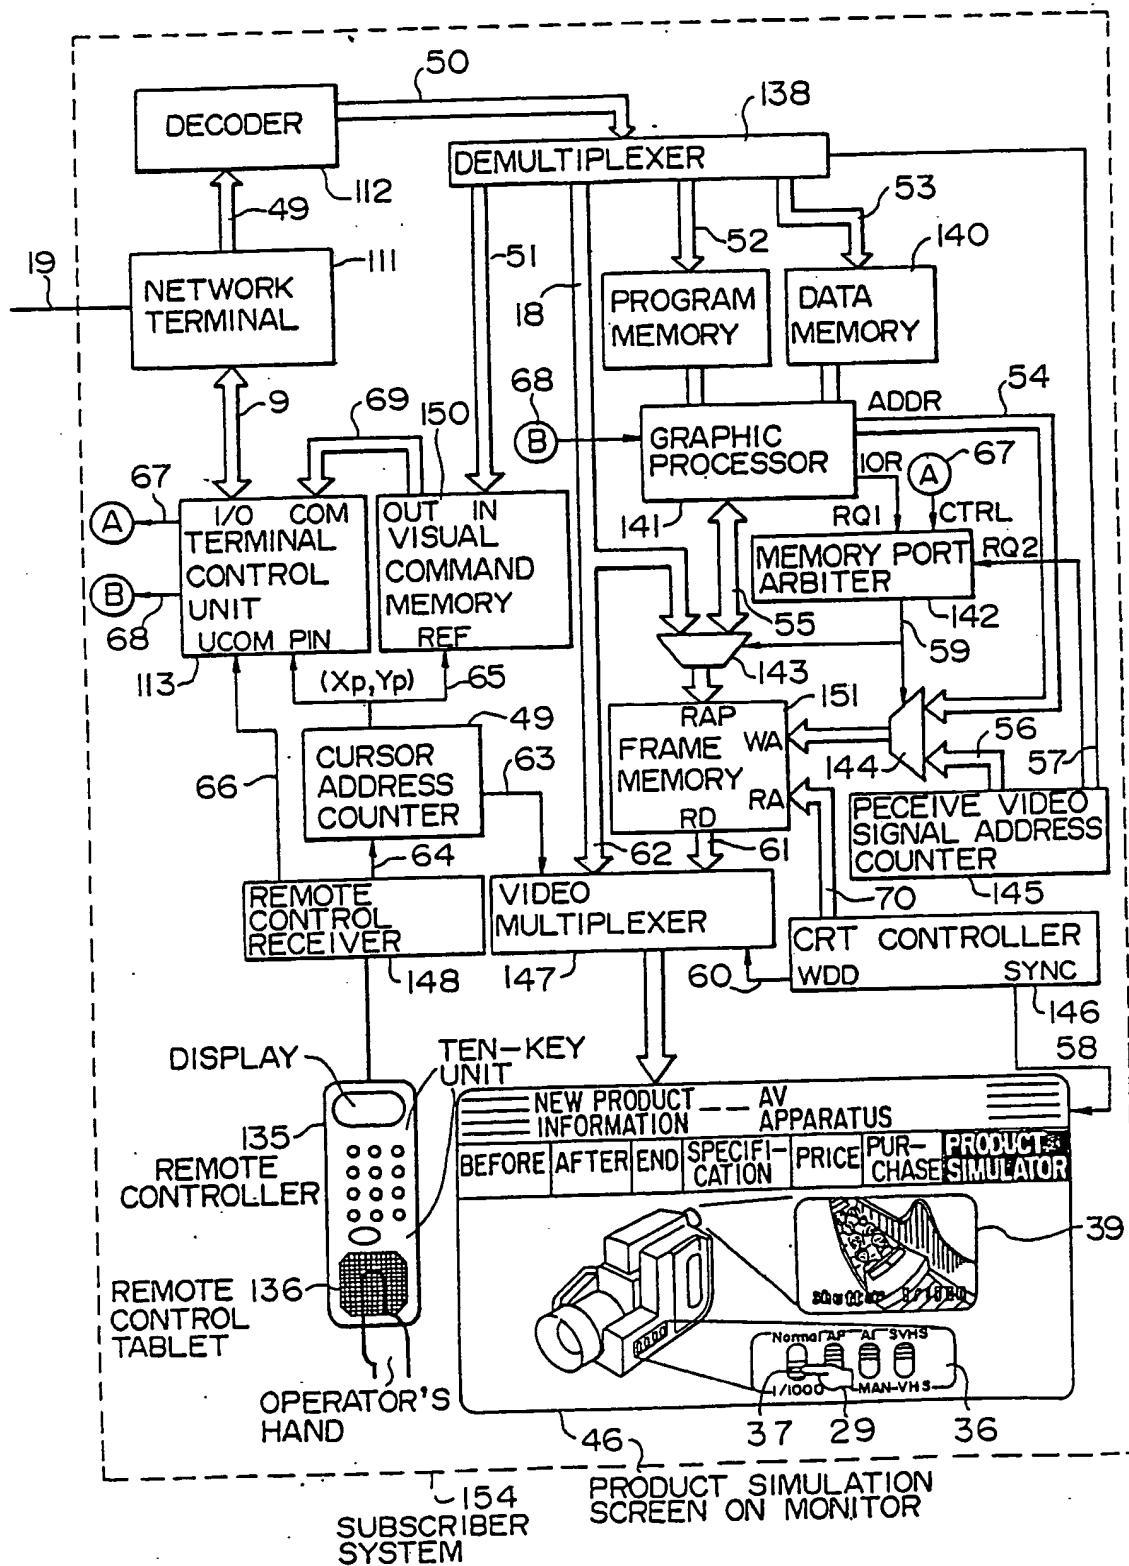 50
138
DECODER
DEMULTIPLEXER
112
49
53
52
140
111
51
19
NETWORK
TERMINAL
18
PROGRAM
MEMORY
DATA
MEMORY
9
69
150
68
54
ADDR
B
GRAPHIC
PROCESSOR
IOR
A
67
67
A
I/O COM
OUT IN
141
RQ1
CTRL
TERMINAL
CONTROL
UNIT
VISUAL
COMMAND
MEMORY
MEMORY PORT
ARBITER
RQ2
B
68
UCOM PIN
REF
55
59
142
113
(Xp,Yp)
65
143
151
49
RAP
FRAME
MEMORY
WA
56
66
CURSOR
ADDRESS
COUNTER
63
144
57
RA
RD
PECEIVE VIDEO
SIGNAL ADDRESS
COUNTER
64
62
61
REMOTE
CONTROL
RECEIVER
VIDEO
MULTIPLEXER
70
145
CRT CONTROLLER
WDD
SYNC
148
147
60
146
58
DISPLAY
TEN-KEY
UNIT
NEW PRODUCT
INFORMATION
AV
APPARATUS
135
BEFORE
AFTER
END
SPECIFI-
CATION
PRICE
PUR-
CHASE
PRODUCT
SIMULATOR
REMOTE
CONTROLLER
39
Shutter 1/1000
REMOTE
CONTROL
TABLET
136
Normal AF AI SVHS
1/1000 MAN VHS
OPERATOR'S
HAND
37
29
36
46
154
SUBSCRIBER
SYSTEM
PRODUCT SIMULATION
SCREEN ON MONITOR